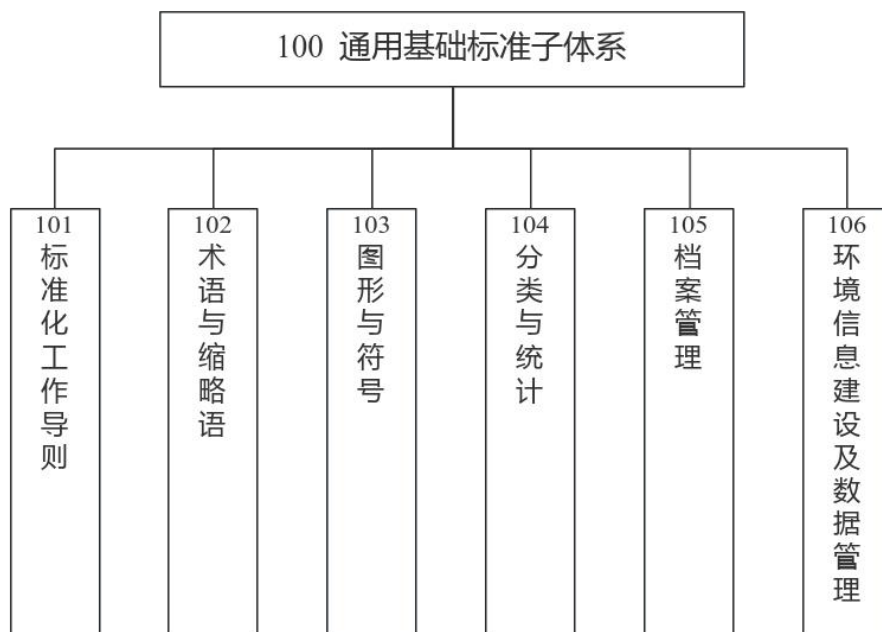 100 通用基础标准子体系
101
标准化工作导则
102
术语与缩略语
103
图形与符号
104
分类与统计
105
档案管理
106
环境信息建设及数据管理